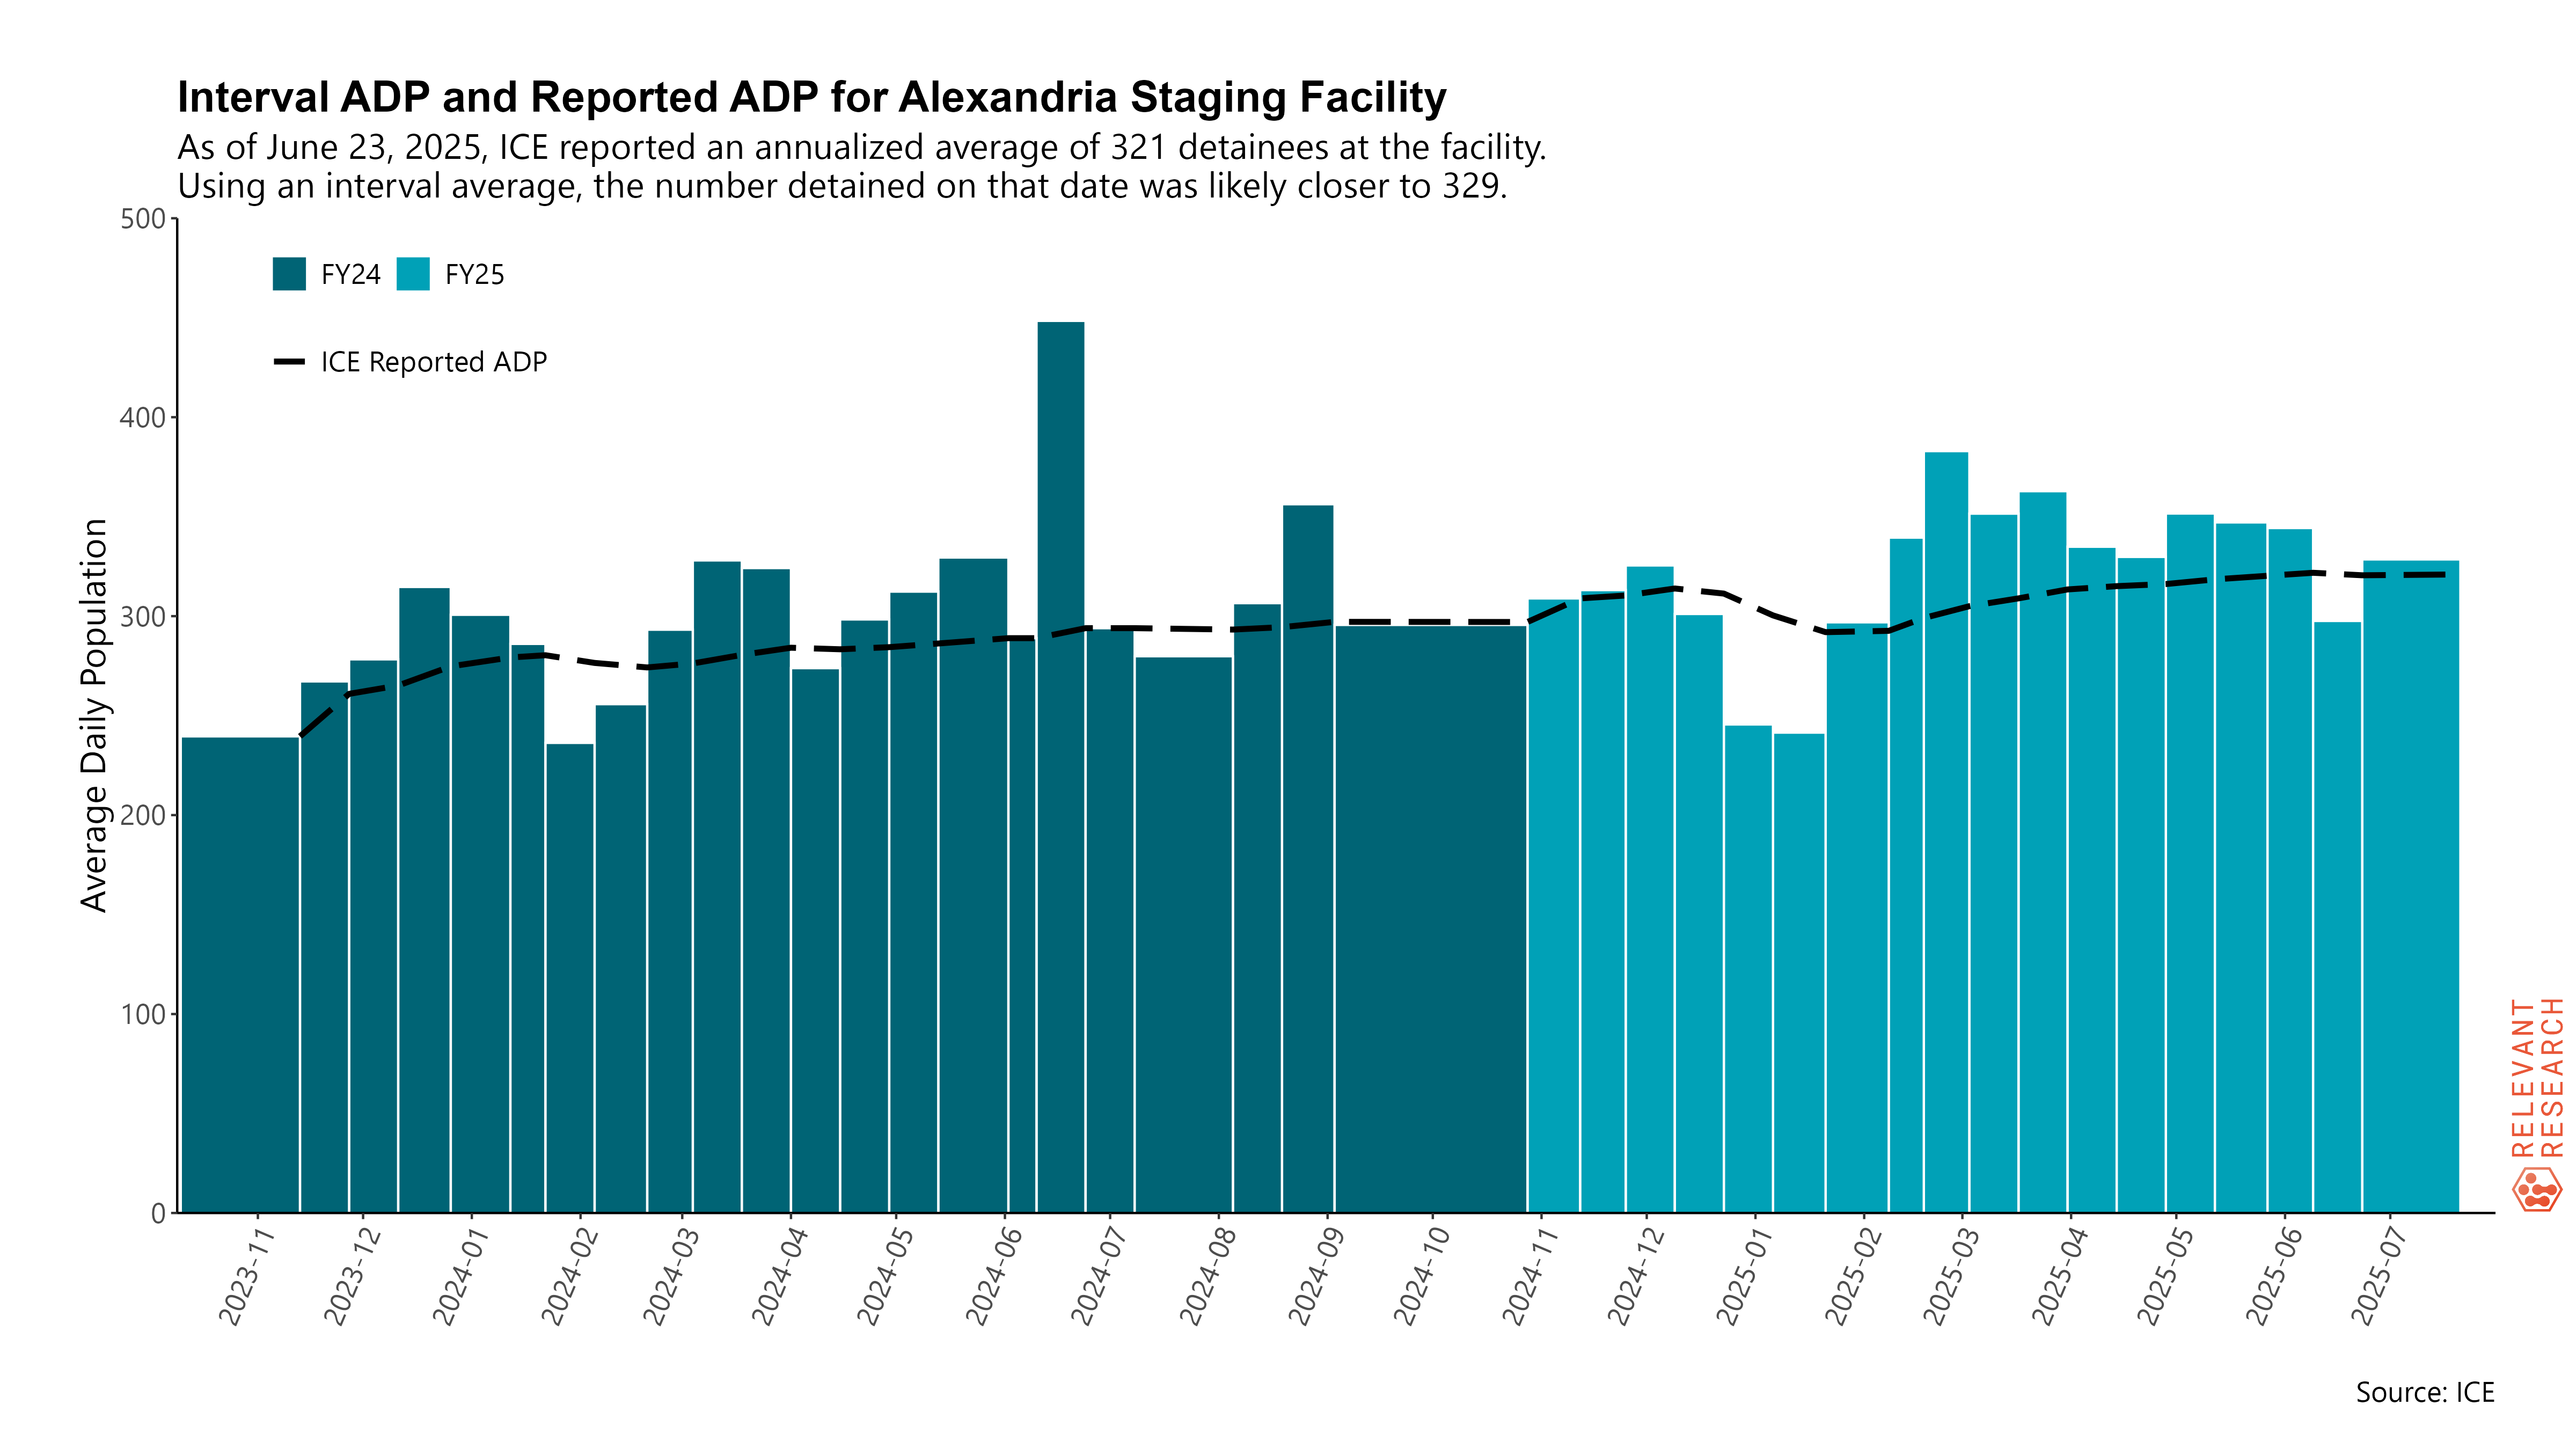 Interval ADP and Reported ADP for Alexandria Staging Facility
As of June 23, 2025, ICE reported an annualized average of 321 detainees at the facility.
Using an interval average, the number detained on that date was likely closer to 329.
FY24
FY25
ICE Reported ADP
Average Daily Population
500
400
300
200
100
0
2023-11
2023-12
2024-01
2024-02
2024-03
2024-04
2024-05
2024-06
2024-07
2024-08
2024-09
2024-10
2024-11
2024-12
2025-01
2025-02
2025-03
2025-04
2025-05
2025-06
2025-07
RELEVANT
RESEARCH
Source: ICE